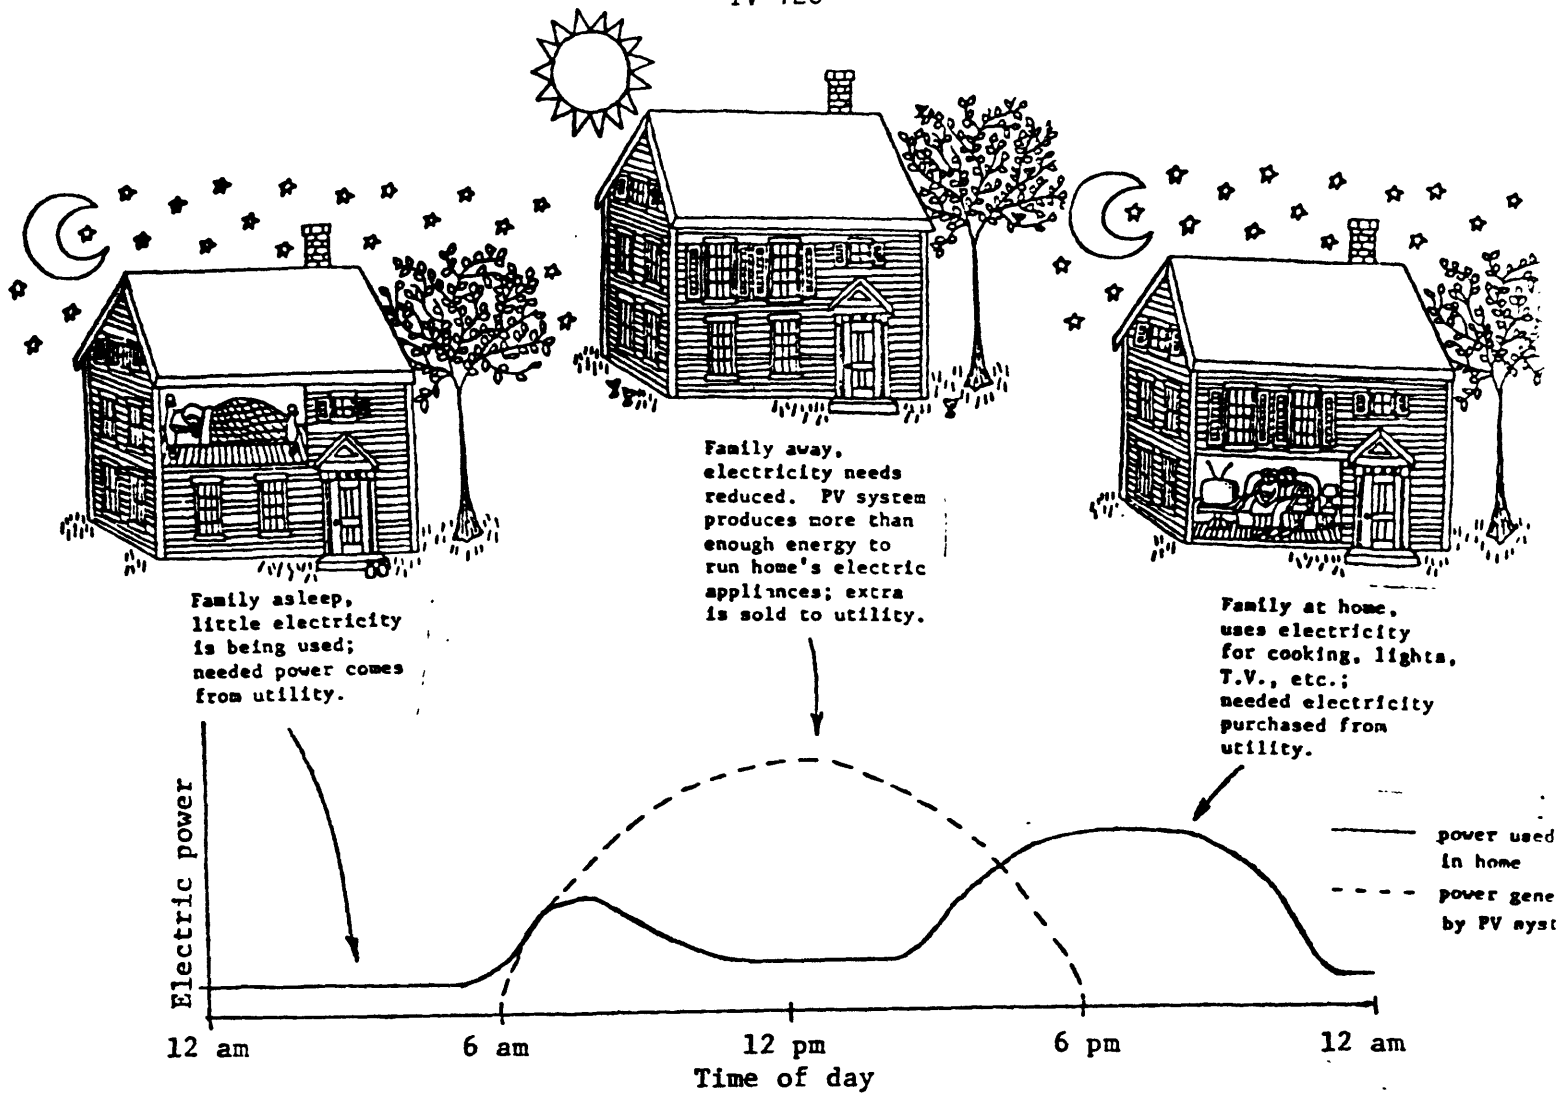 Family away,
electricity needs
reduced. PV system
produces more than
enough energy to
run home's electric
appliances; extra
is sold to utility.
Family asleep,
little electricity
is being used;
needed power comes
from utility.
Family at home,
uses electricity
for cooking, lights,
T.V., etc.;
needed electricity
purchased from
utility.
Electric power
power used
in home
power gene
by PV syst
12 am 6 am 12 pm 6 pm 12 am
Time of day